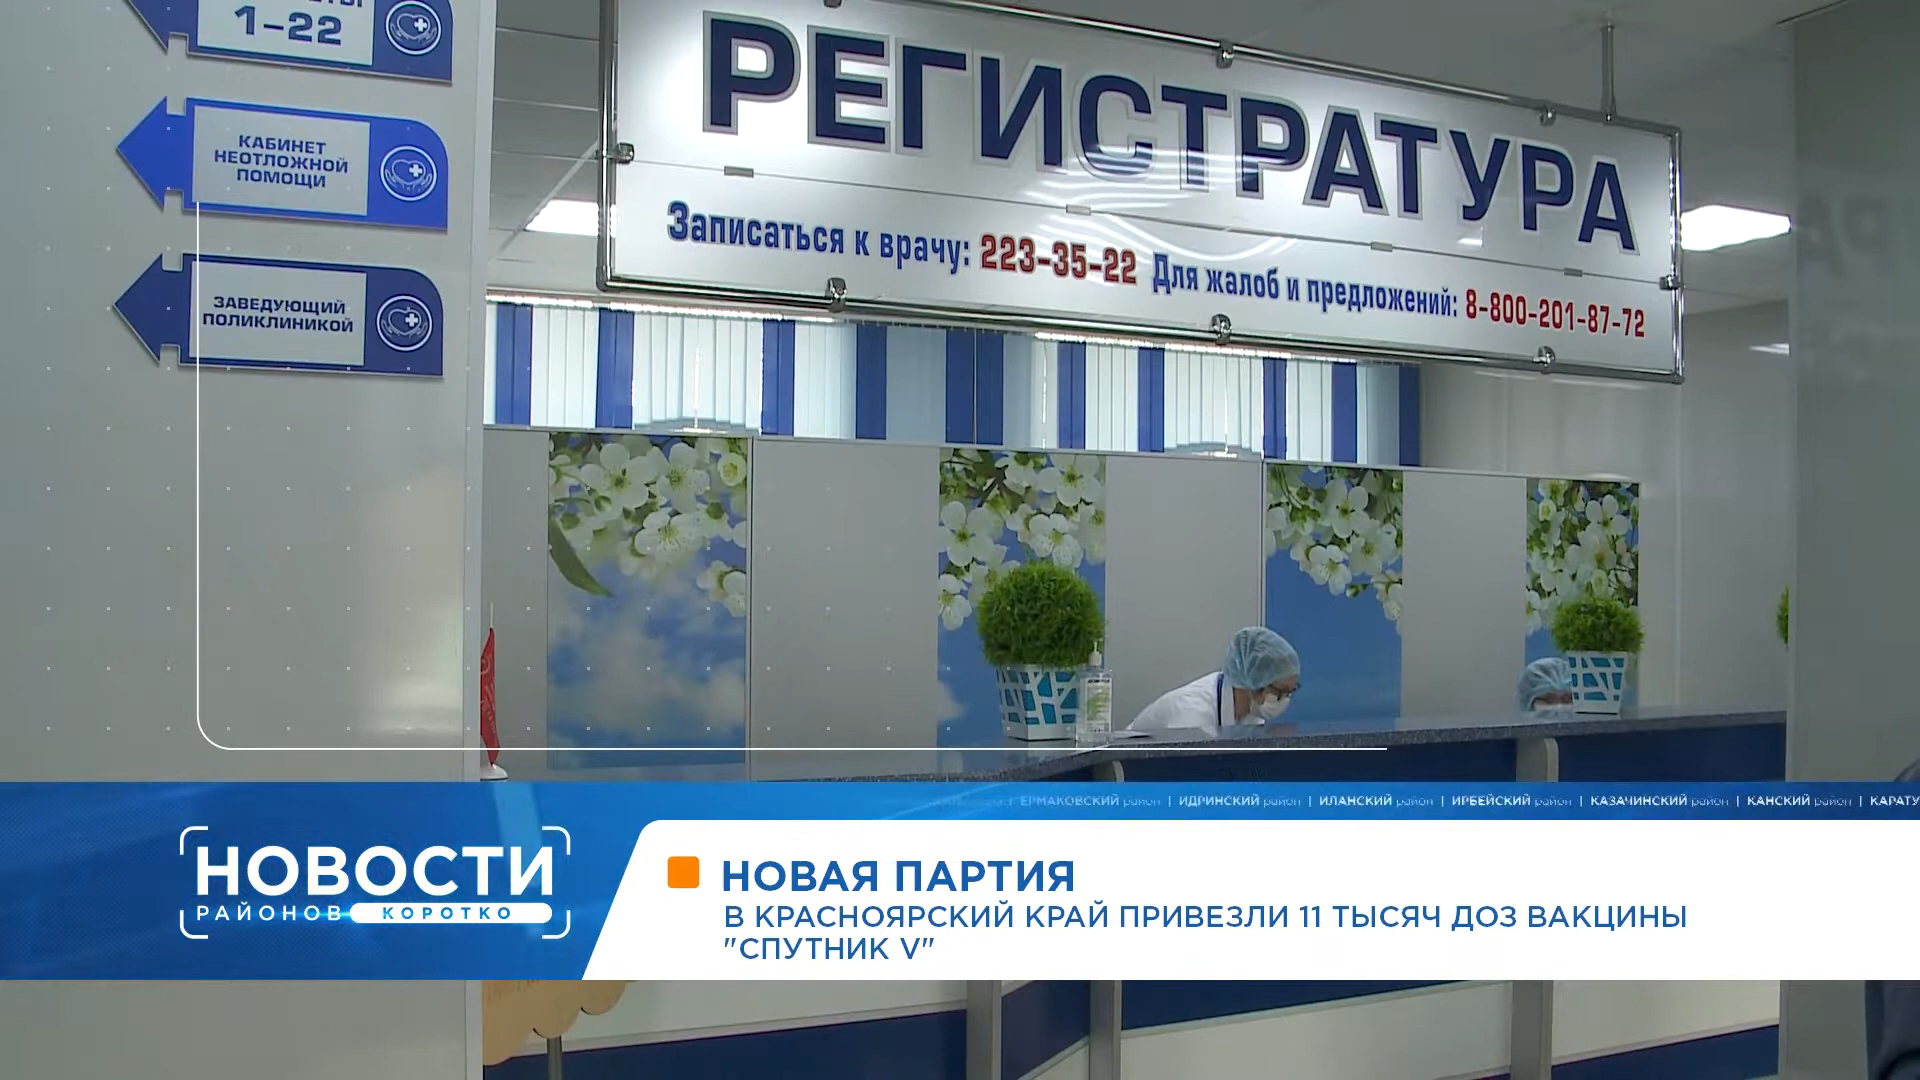 1-22
КАБИНЕТ
НЕОТЛОЖНОЙ
ПОМОЩИ
ЗАВЕДУЮЩИЙ
ПОЛИКЛИНИКОЙ
РЕГИСТРАТУРА
Записаться к врачу: 223-35-22 Для жалоб и предложений: 8-800-201-87-72
ЕРМАКОВСКИЙ район | ИДРИНСКИЙ район | ИЛАНСКИЙ район | ИРБЕЙСКИЙ район | КАЗАЧИНСКИЙ район | КАНСКИЙ район | КАРАТУ
НОВОСТИ
РАЙОНОВ КОРОТКО
НОВАЯ ПАРТИЯ
В КРАСНОЯРСКИЙ КРАЙ ПРИВЕЗЛИ 11 ТЫСЯЧ ДОЗ ВАКЦИНЫ
"СПУТНИК V"